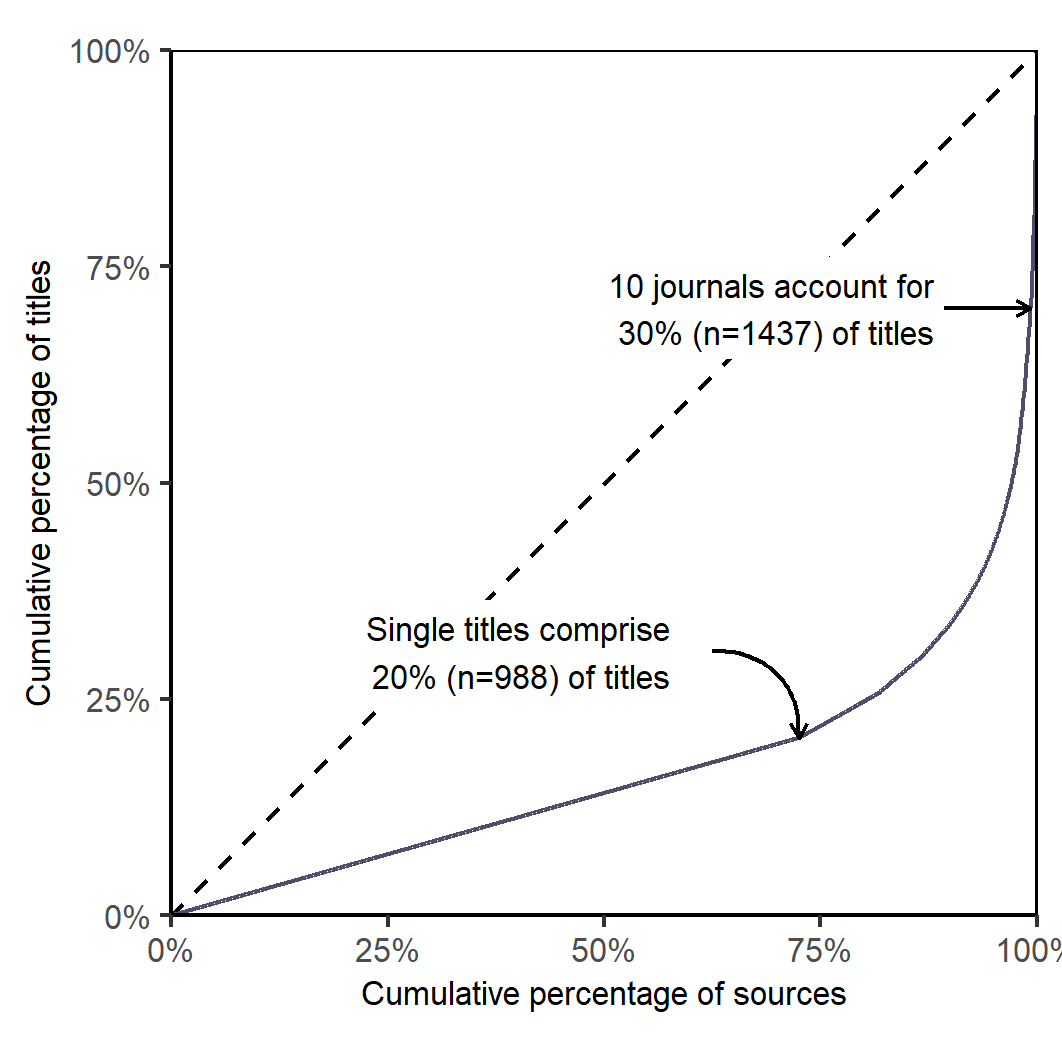 100%
75%
50%
25%
0%
Cumulative percentage of titles
10 journals account for
30% (n=1437) of titles
Single titles comprise
20% (n=988) of titles
0%
25%
50%
75%
100%
Cumulative percentage of sources